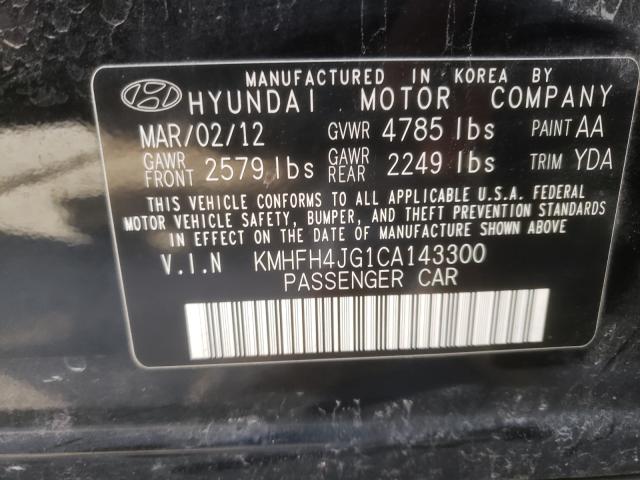 MANUFACTURED IN KOREA BY
HYUNDAI MOTOR COMPANY
MAR/02/12 GVWR 4785 lbs PAINT AA
GAWR FRONT 2579 lbs GAWR REAR 2249 lbs TRIM YDA
THIS VEHICLE CONFORMS TO ALL APPLICABLE U.S.A. FEDERAL
MOTOR VEHICLE SAFETY, BUMPER, AND THEFT PREVENTION STANDARDS
IN EFFECT ON THE DATE OF MANUFACTURE SHOWN ABOVE.
V.I.N KMHFH4JG1CA143300
PASSENGER CAR